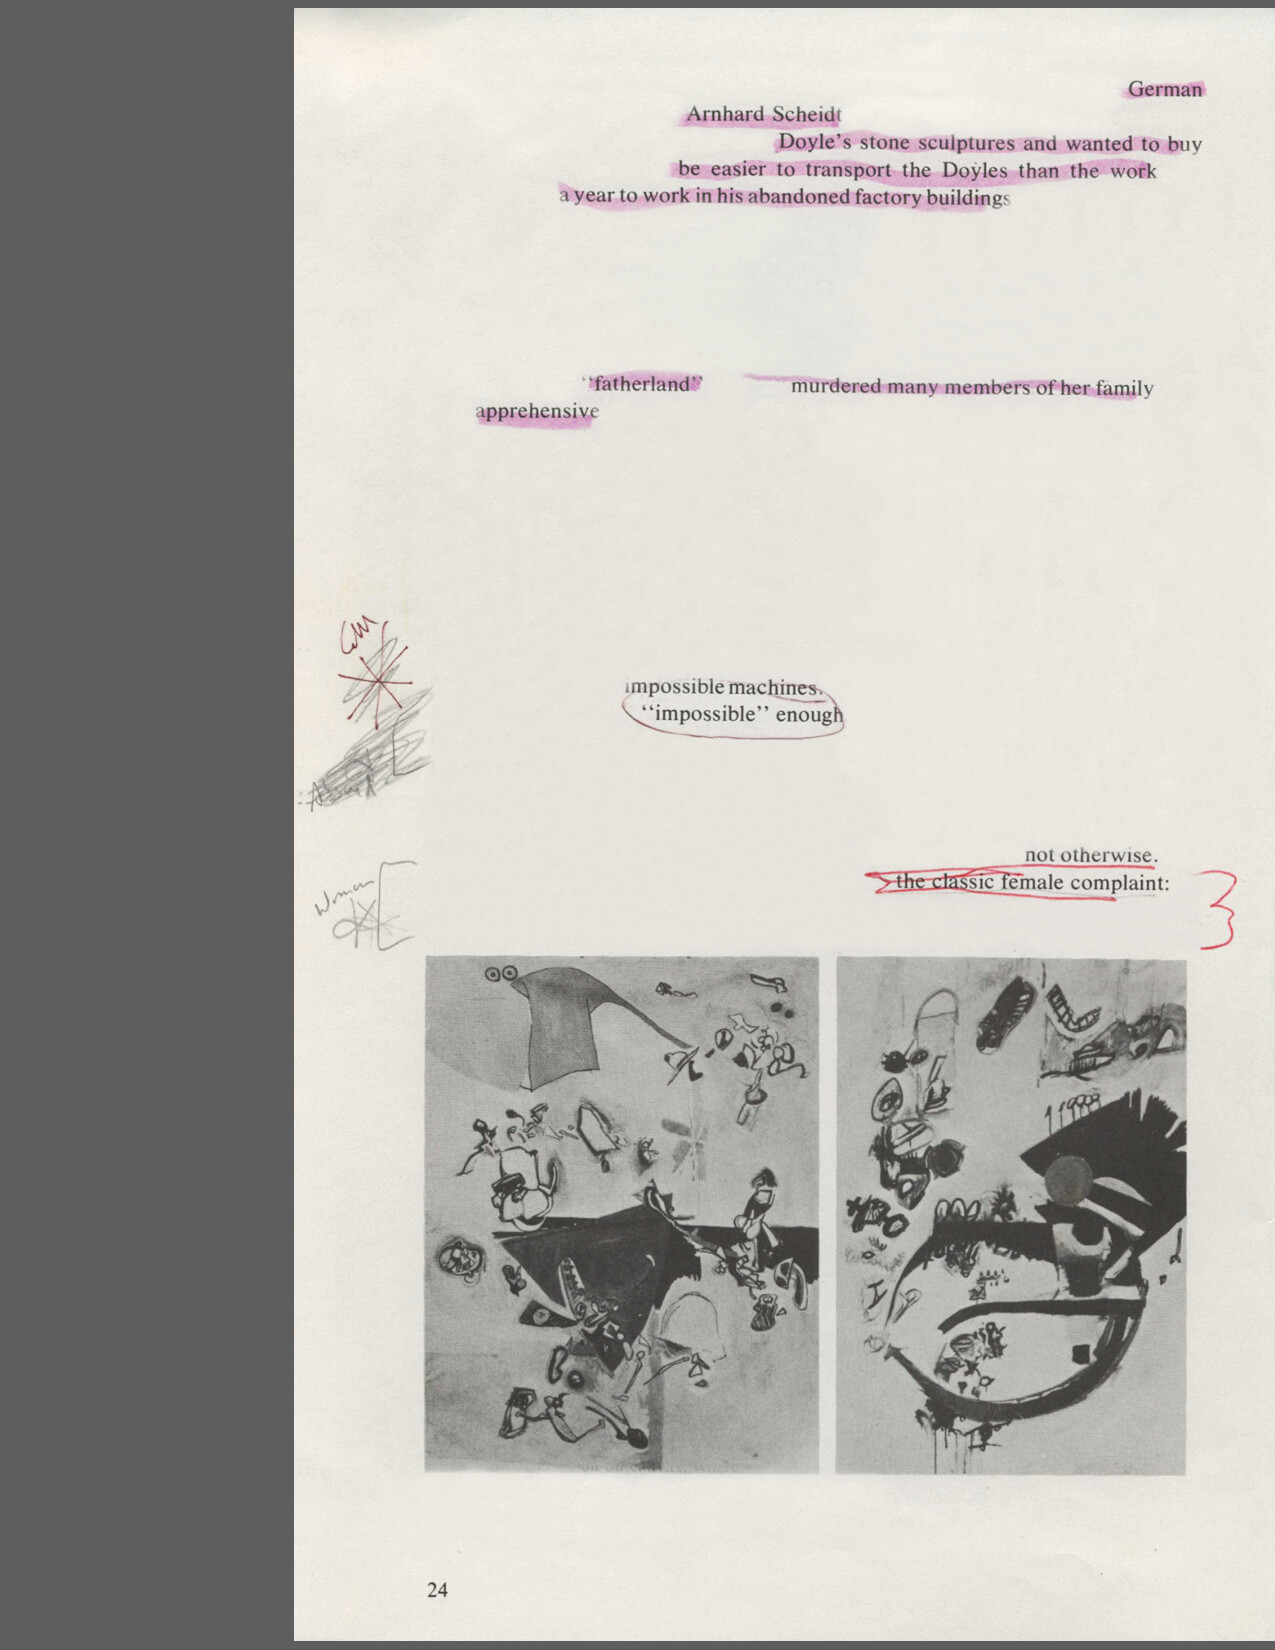 German
Arnhard Scheidt
Doyle's stone sculptures and wanted to buy
be easier to transport the Doyles than the work
a year to work in his abandoned factory buildings
"fatherland" murdered many members of her family
apprehensive
impossible machines.
"impossible" enough
not otherwise.
the classic female complaint:
Woman
24